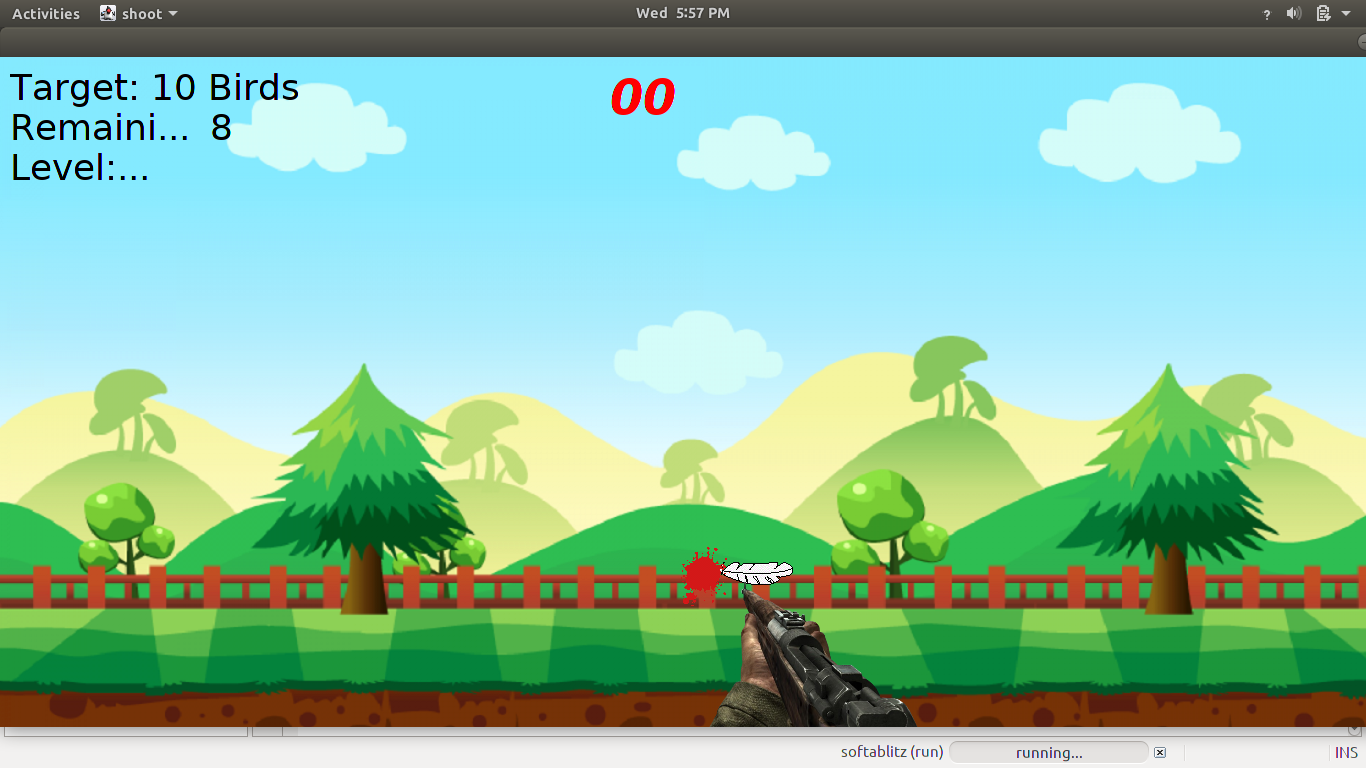 Activities shoot Wed 5:57 PM ?
Target: 10 Birds
00
Remaini... 8
Level:...
softablitz (run) running... INS